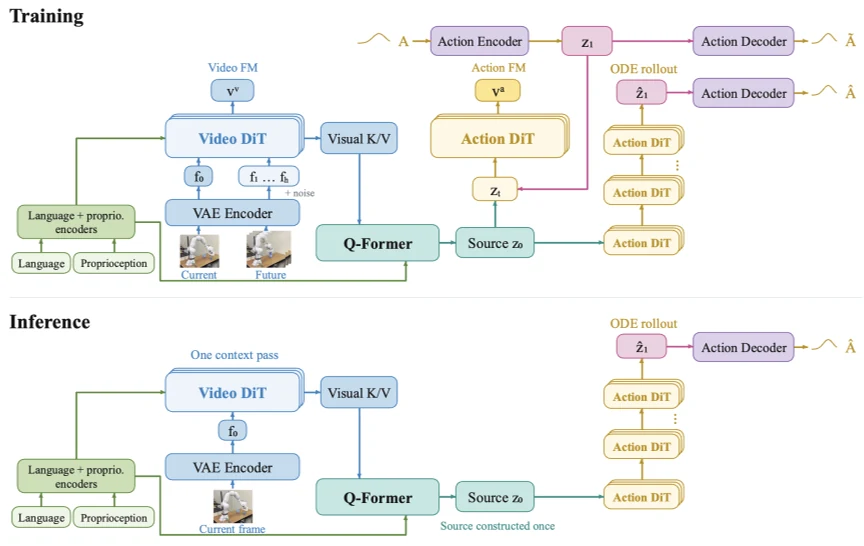 Training
A
Action Encoder
z₁
Action Decoder
Ã
Video FM
Action FM
ODE rollout
vᵛ
vᵃ
ẑ₁
Action Decoder
Â
Video DiT
Visual K/V
Action DiT
Action DiT
⋮
f₀
f₁ … fₕ
+ noise
zₜ
Action DiT
VAE Encoder
Language + proprio.
encoders
Q-Former
Source z₀
Action DiT
Language
Proprioception
Current
Future
Inference
ODE rollout
One context pass
ẑ₁
Action Decoder
Â
Video DiT
Visual K/V
Action DiT
⋮
f₀
Action DiT
VAE Encoder
Language + proprio.
encoders
Q-Former
Source z₀
Action DiT
Language
Proprioception
Current frame
Source constructed once